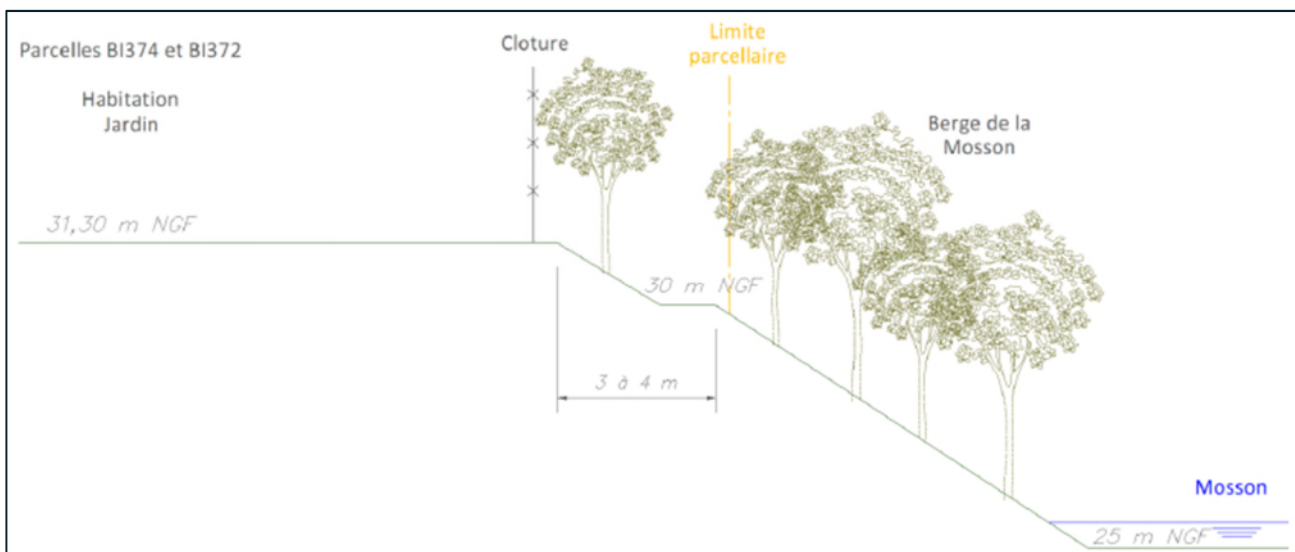 Parcelles BI374 et BI372
Habitation
Jardin
Cloture
Limite
parcellaire
Berge de la
Mosson
31,30 m NGF
30 m NGF
3 à 4 m
Mosson
25 m NGF